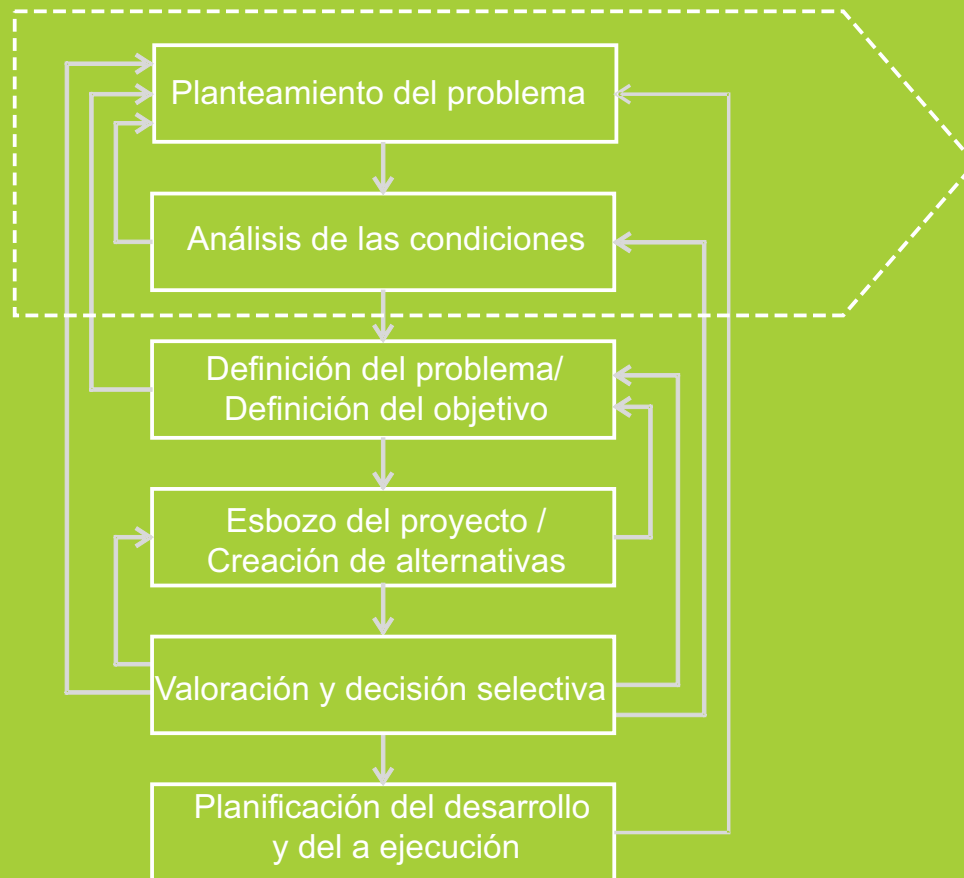 Planteamiento del problema
Análisis de las condiciones
Definición del problema/
Definición del objetivo
Esbozo del proyecto /
Creación de alternativas
Valoración y decisión selectiva
Planificación del desarrollo
y del a ejecución